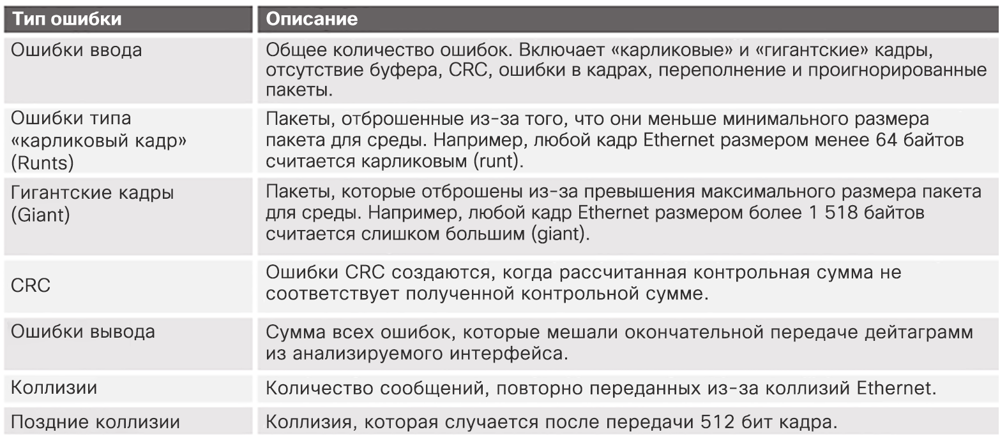 Тип ошибки
Описание
Ошибки ввода
Общее количество ошибок. Включает «карликовые» и «гигантские» кадры,
отсутствие буфера, CRC, ошибки в кадрах, переполнение и проигнорированные
пакеты.
Ошибки типа
«карликовый кадр»
(Runts)
Пакеты, отброшенные из-за того, что они меньше минимального размера
пакета для среды. Например, любой кадр Ethernet размером менее 64 байтов
считается карликовым (runt).
Гигантские кадры
(Giant)
Пакеты, которые отброшены из-за превышения максимального размера пакета
для среды. Например, любой кадр Ethernet размером более 1 518 байтов
считается слишком большим (giant).
CRC
Ошибки CRC создаются, когда рассчитанная контрольная сумма не
соответствует полученной контрольной сумме.
Ошибки вывода
Сумма всех ошибок, которые мешали окончательной передаче дейтаграмм
из анализируемого интерфейса.
Коллизии
Количество сообщений, повторно переданных из-за коллизий Ethernet.
Поздние коллизии
Коллизия, которая случается после передачи 512 бит кадра.